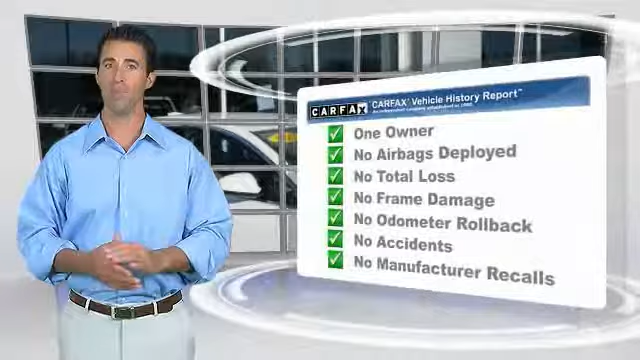 CARFAX CARFAX Vehicle History Report™
One Owner
No Airbags Deployed
No Total Loss
No Frame Damage
No Odometer Rollback
No Accidents
No Manufacturer Recalls